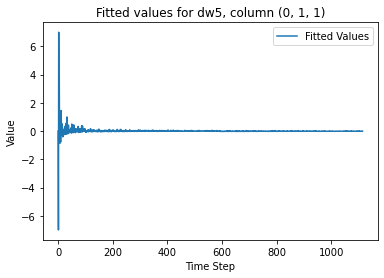 Fitted values for dw5, column (0, 1, 1)
Fitted Values
Value
6
4
2
0
−2
−4
−6
0 200 400 600 800 1000
Time Step